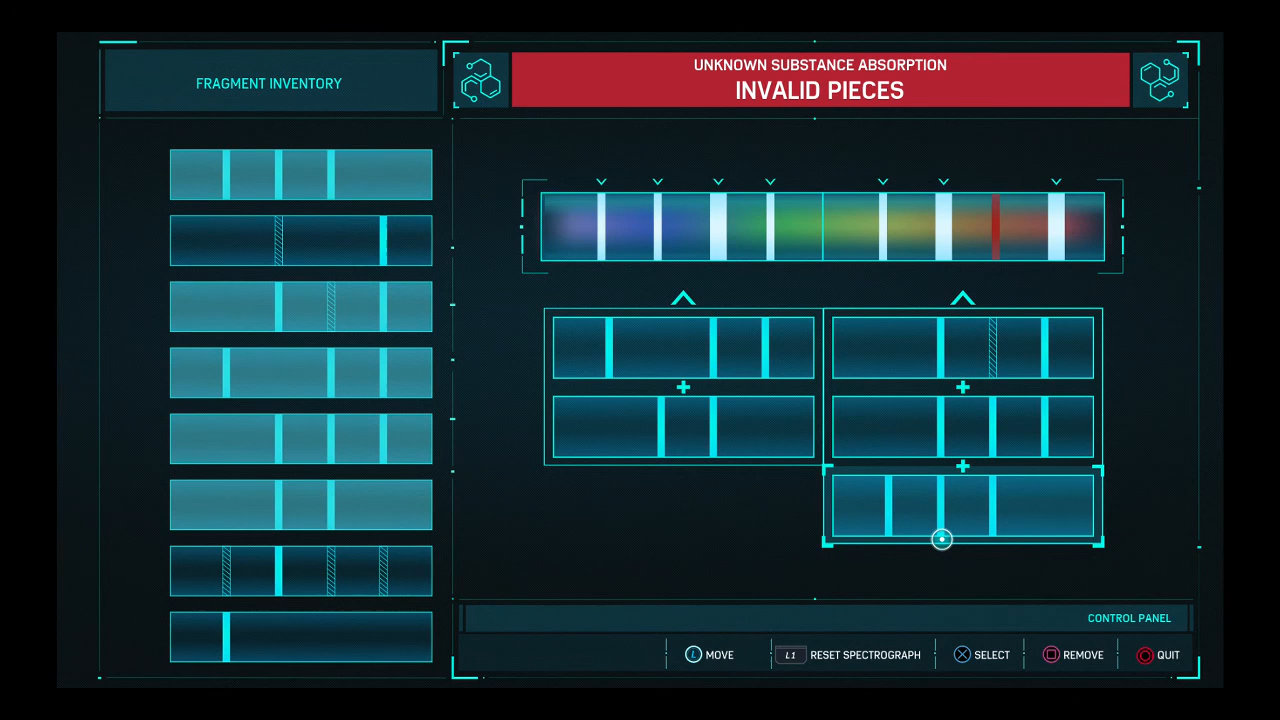 FRAGMENT INVENTORY
UNKNOWN SUBSTANCE ABSORPTION
INVALID PIECES
CONTROL PANEL
L MOVE
L1 RESET SPECTROGRAPH
SELECT
REMOVE
QUIT